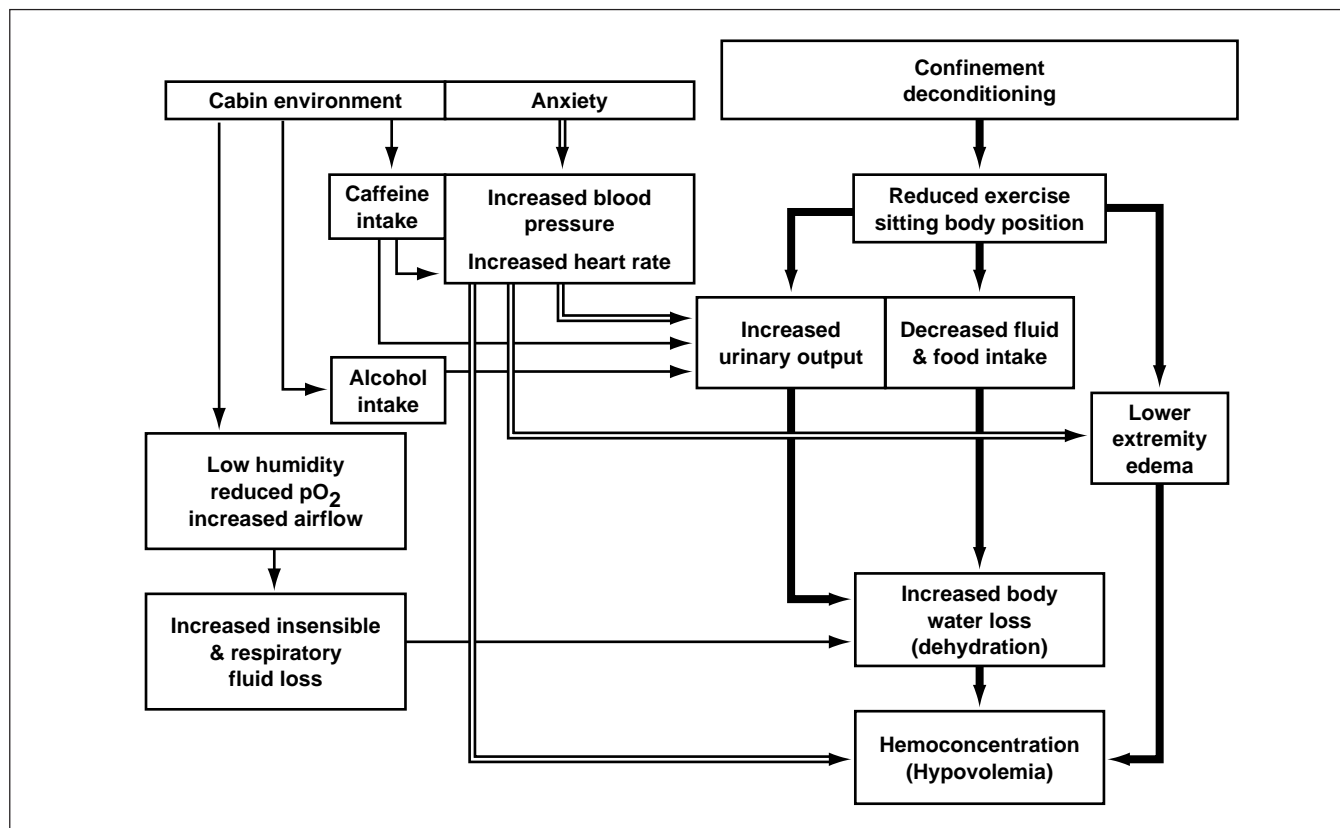 Confinement
deconditioning
Cabin environment
Anxiety
Caffeine
intake
Increased blood
pressure
Increased heart rate
Reduced exercise
sitting body position
Increased
urinary output
Decreased fluid
& food intake
Alcohol
intake
Lower
extremity
edema
Low humidity
reduced pO2
increased airflow
Increased body
water loss
(dehydration)
Increased insensible
& respiratory
fluid loss
Hemoconcentration
(Hypovolemia)